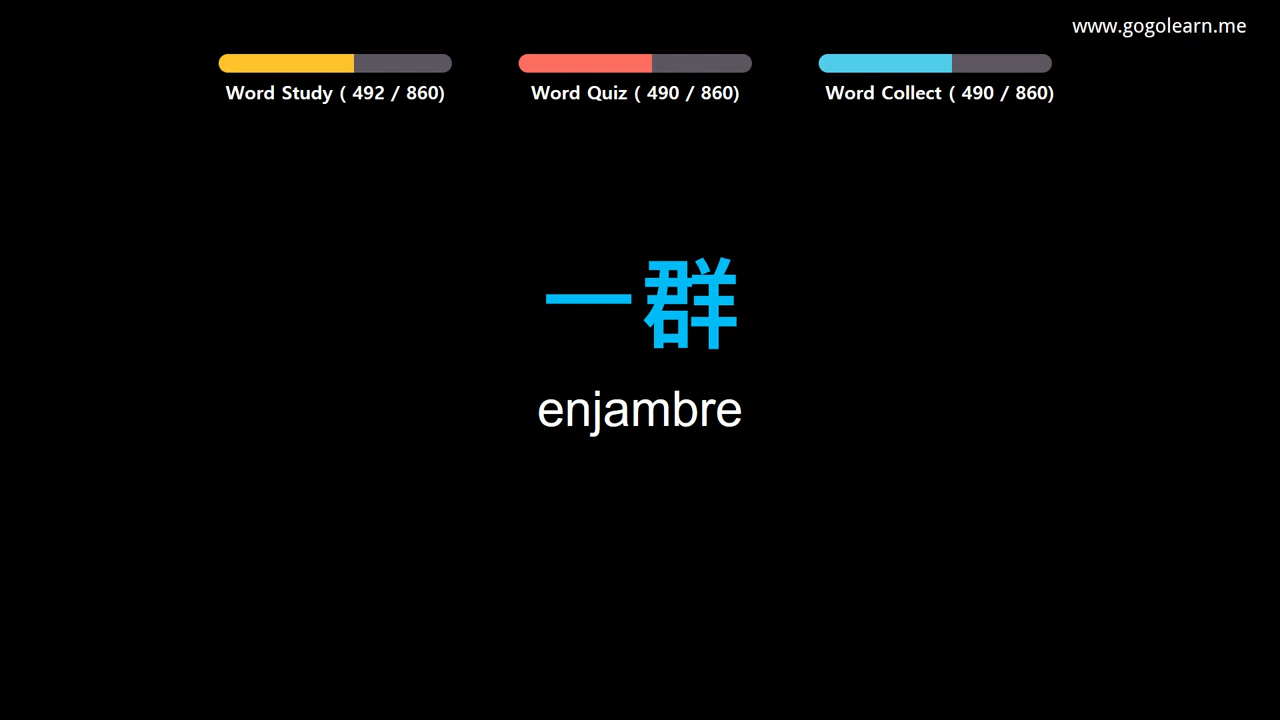 www.gogolearn.me
Word Study ( 492 / 860)
Word Quiz ( 490 / 860)
Word Collect ( 490 / 860)
一群
enjambre